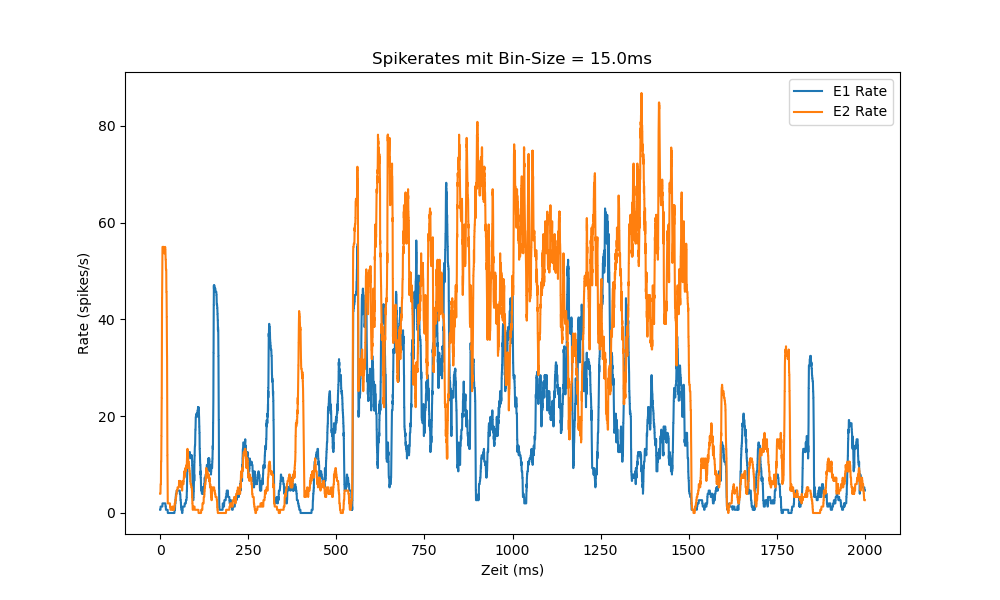 Spikerates mit Bin-Size = 15.0ms
E1 Rate
E2 Rate
80
60
40
20
0
Rate (spikes/s)
0 250 500 750 1000 1250 1500 1750 2000
Zeit (ms)